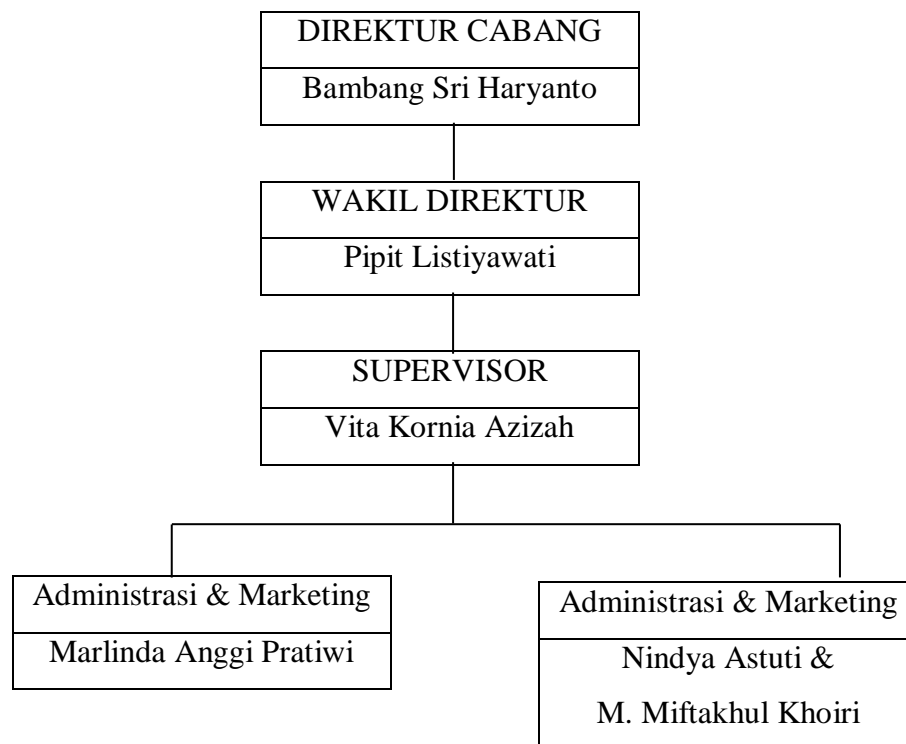 DIREKTUR CABANG
Bambang Sri Haryanto
WAKIL DIREKTUR
Pipit Listiyawati
SUPERVISOR
Vita Kornia Azizah
Administrasi & Marketing
Marlinda Anggi Pratiwi
Administrasi & Marketing
Nindya Astuti &
M. Miftakhul Khoiri